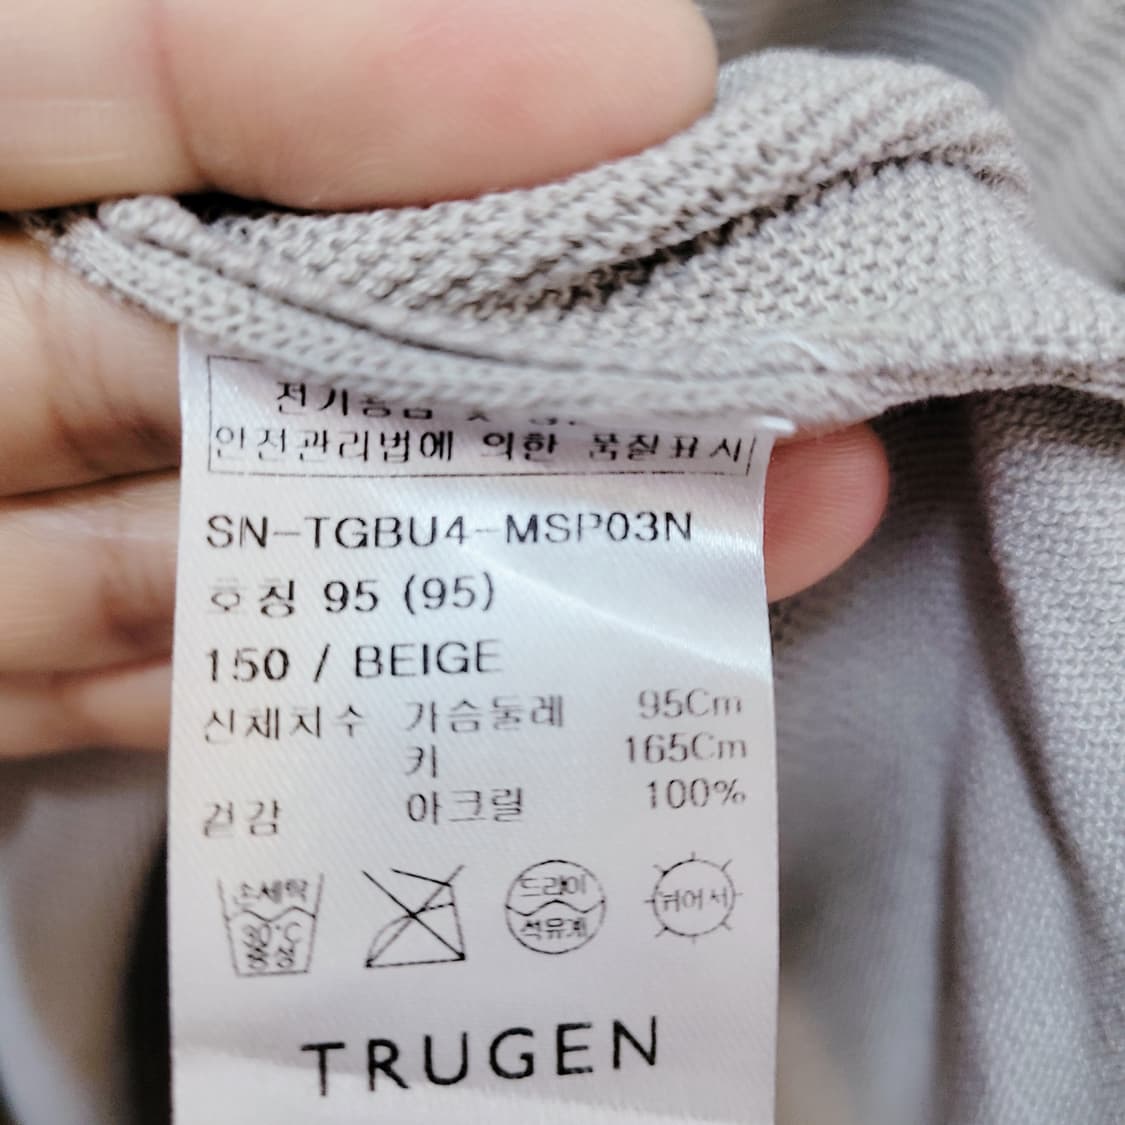 안전관리법에 의한 품질표시
SN-TGBU4-MSP03N
호칭 95 (95)
150 / BEIGE
신체치수 가슴둘레 95Cm
키 165Cm
겉감 아크릴 100%
손세탁 30°C 중성
드라이 석유계
뉘어서
TRUGEN